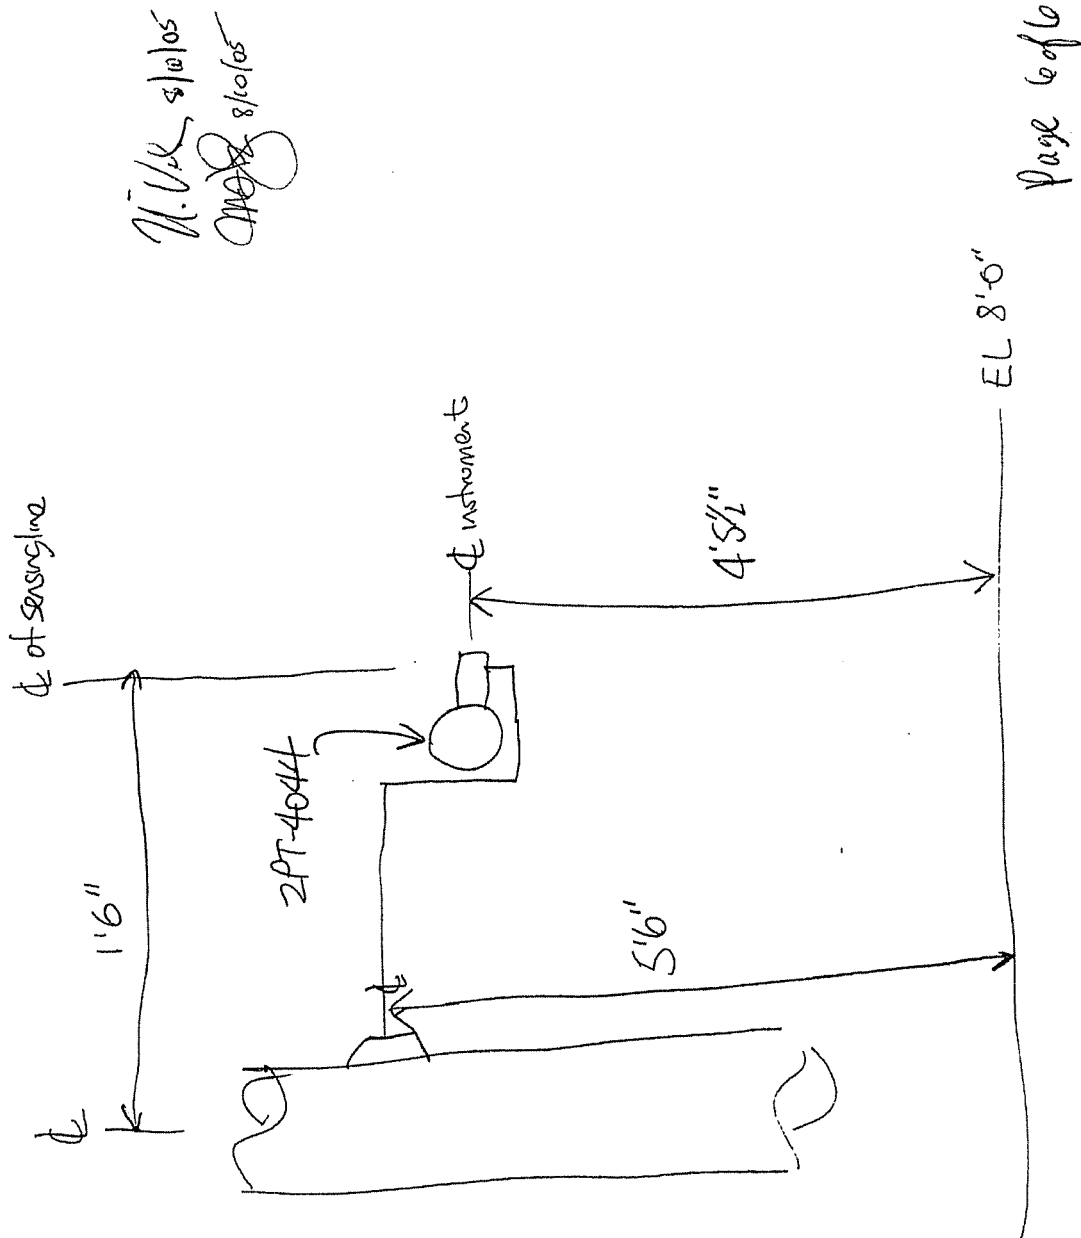 ℄ of sensing line
8/10/05
8/10/05
℄
1'6"
2PT-4044
℄ instrument
℄
5'6"
4'5½"
EL 8'-0"
Page 6 of 6